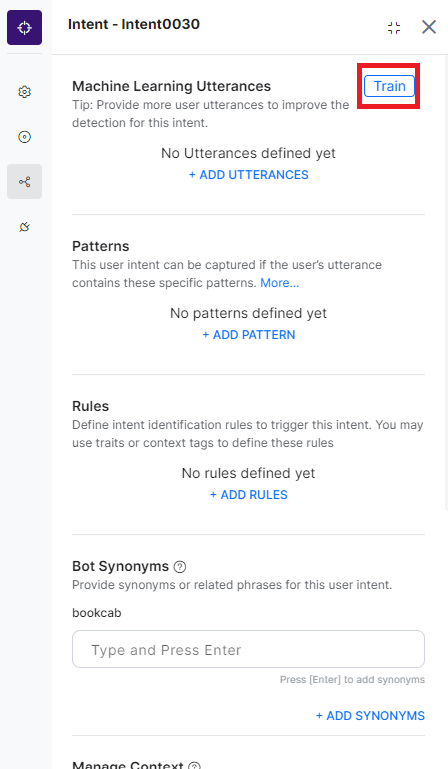 Intent - Intent0030
Machine Learning Utterances
Train
Tip: Provide more user utterances to improve the
detection for this intent.
No Utterances defined yet
+ ADD UTTERANCES
Patterns
This user intent can be captured if the user's utterance
contains these specific patterns. More...
No patterns defined yet
+ ADD PATTERN
Rules
Define intent identification rules to trigger this intent. You may
use traits or context tags to define these rules
No rules defined yet
+ ADD RULES
Bot Synonyms ?
Provide synonyms or related phrases for this user intent.
bookcab
Type and Press Enter
Press [Enter] to add synonyms
+ ADD SYNONYMS
Manage Context ?